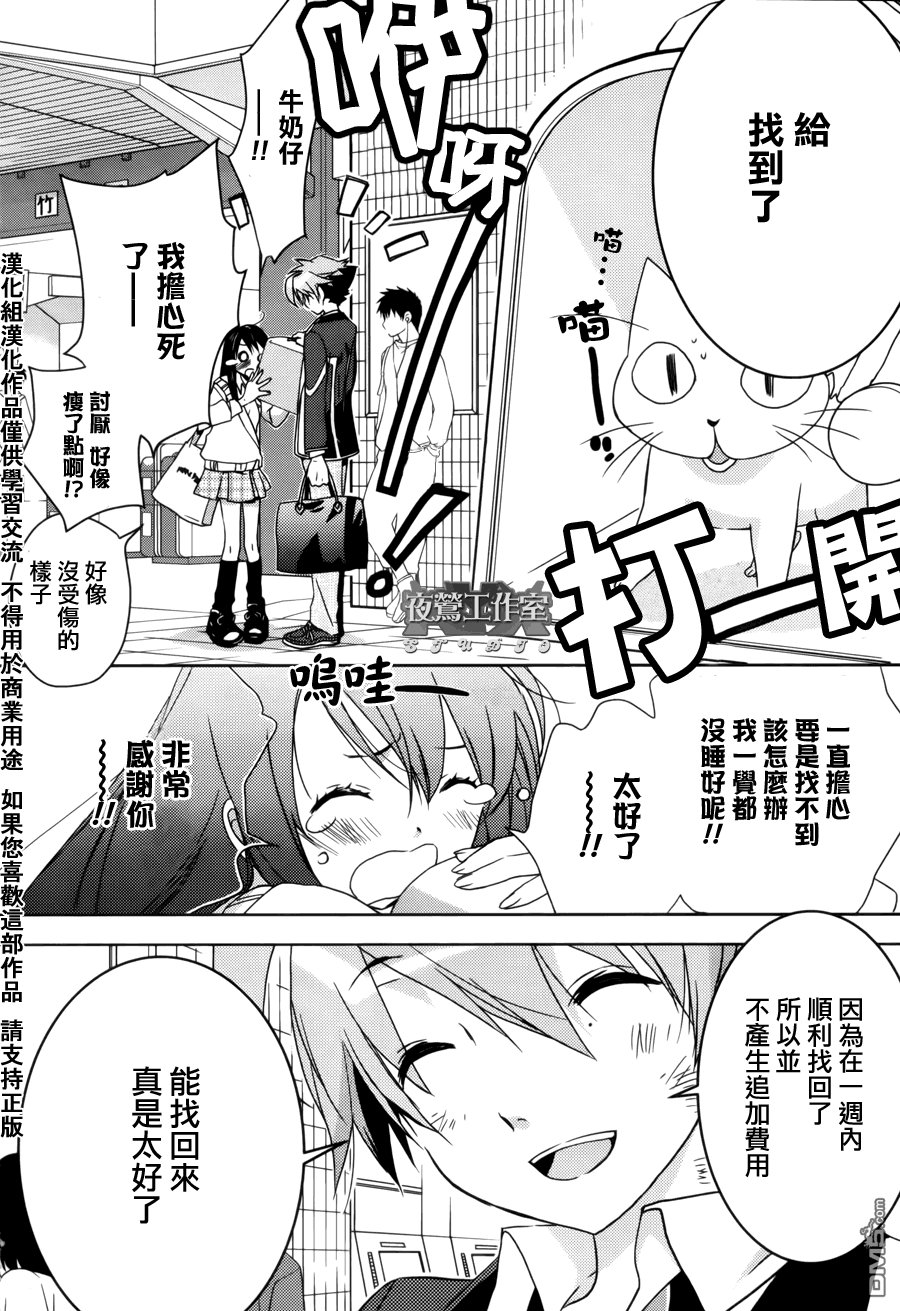 給
找到了
喵…
喵──
打開
咿
呀
牛奶仔
──!!
竹
我擔心死
了──
討厭 好像
瘦了點啊!?
好像
沒受傷的
樣子
夜鶯工作室
STUDIO
一直擔心
要是找不到
該怎麼辦
我一覺都
沒睡好呢!!
太好了
──!!
嗚哇──
非常
感謝你
──!!
因為在一週內
順利找回了
所以並
不產生追加費用
能找回來
真是太好了
漢化組漢化作品僅供學習交流/不得用於商業用途 如果您喜歡這部作品 請支持正版
DM5.com